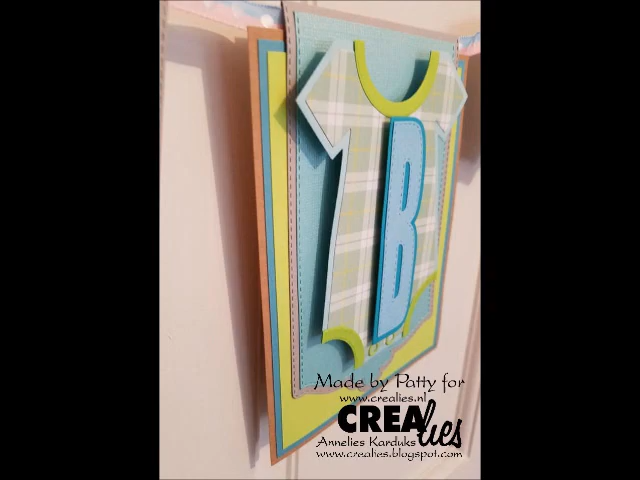 B
Made by Patty for
www.crealies.nl
CREAlies
Annelies Karduks
www.crealies.blogspot.com